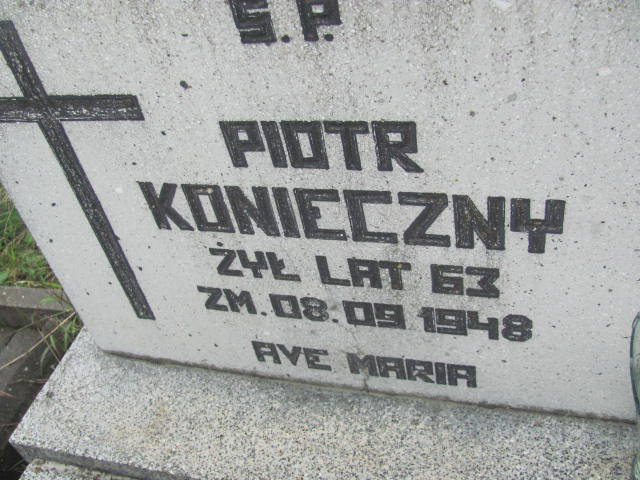 Ś.P.
PIOTR
KONIECZNY
ŻYŁ LAT 63
ZM. 08.09 1948
AVE MARIA